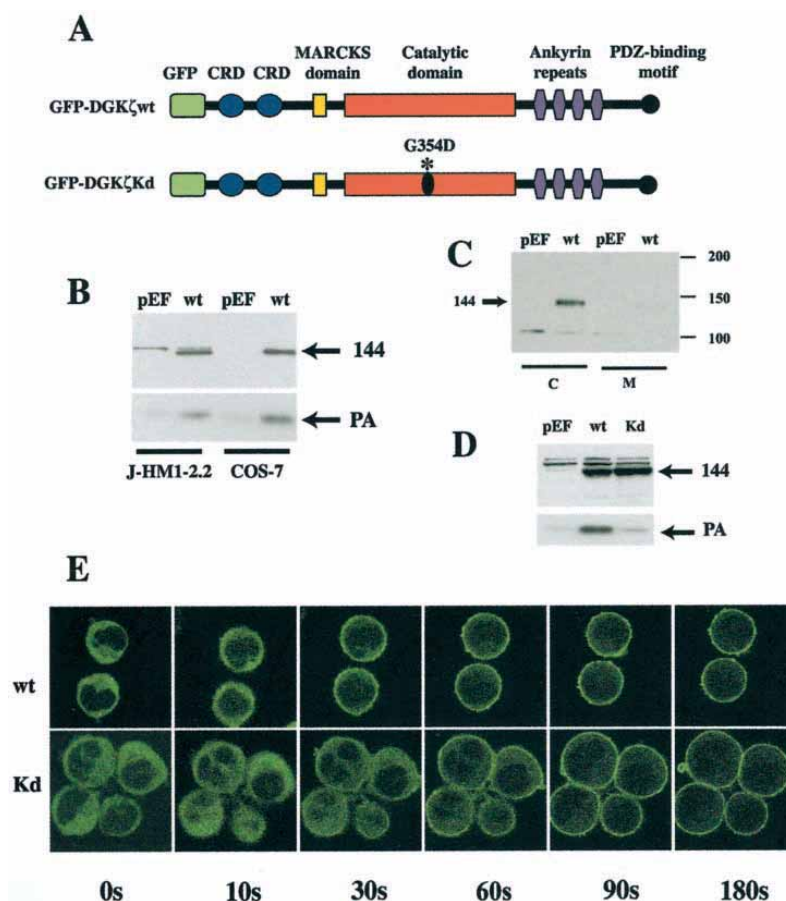 A
GFP CRD CRD MARCKS domain Catalytic domain Ankyrin repeats PDZ-binding motif
GFP-DGKζwt
G354D
*
GFP-DGKζKd
B
pEF wt pEF wt
144
PA
J-HM1-2.2 COS-7
C
pEF wt pEF wt
200
144
150
100
C M
D
pEF wt Kd
144
PA
E
wt
Kd
0s 10s 30s 60s 90s 180s